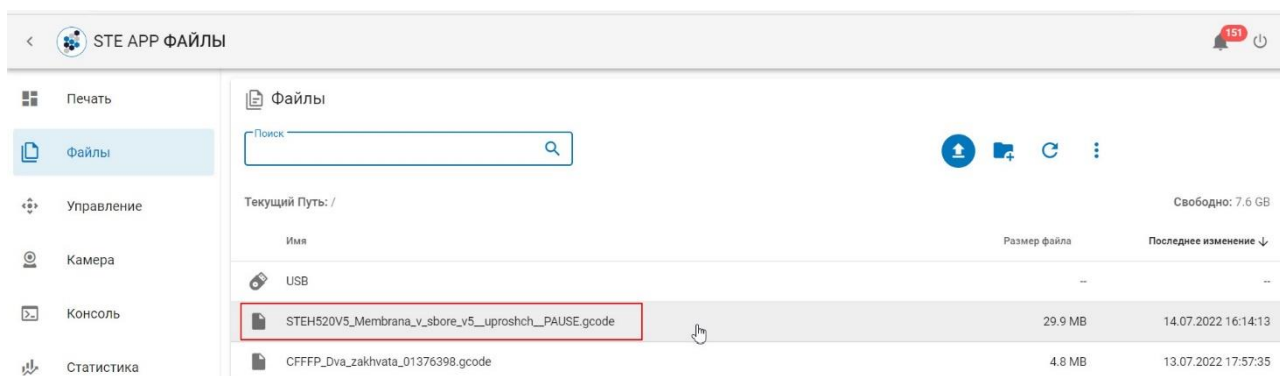 STE APP ФАЙЛЫ
151
Печать
Файлы
Управление
Камера
Консоль
Статистика
Файлы
Поиск
Текущий Путь: /
Свободно: 7.6 GB
Имя Размер файла Последнее изменение
USB -- --
STEH520V5_Membrana_v_sbore_v5__uproshch__PAUSE.gcode 29.9 MB 14.07.2022 16:14:13
CFFFP_Dva_zakhvata_01376398.gcode 4.8 MB 13.07.2022 17:57:35